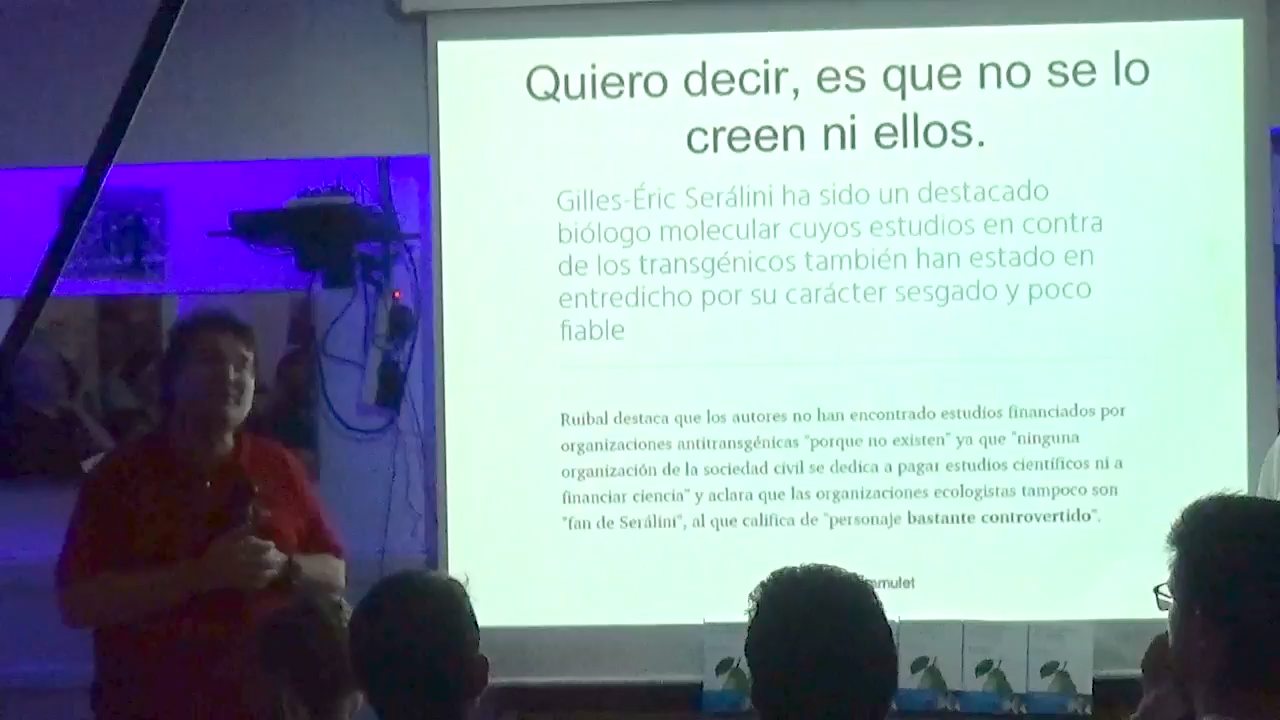 Quiero decir, es que no se lo
creen ni ellos.
Gilles-Éric Serálini ha sido un destacado
biólogo molecular cuyos estudios en contra
de los transgénicos también han estado en
entredicho por su carácter sesgado y poco
fiable
Ruibal destaca que los autores no han encontrado estudios financiados por
organizaciones antitransgénicas "porque no existen" ya que "ninguna
organización de la sociedad civil se dedica a pagar estudios científicos ni a
financiar ciencia" y aclara que las organizaciones ecologistas tampoco son
"fan de Serálini", al que califica de "personaje bastante controvertido".